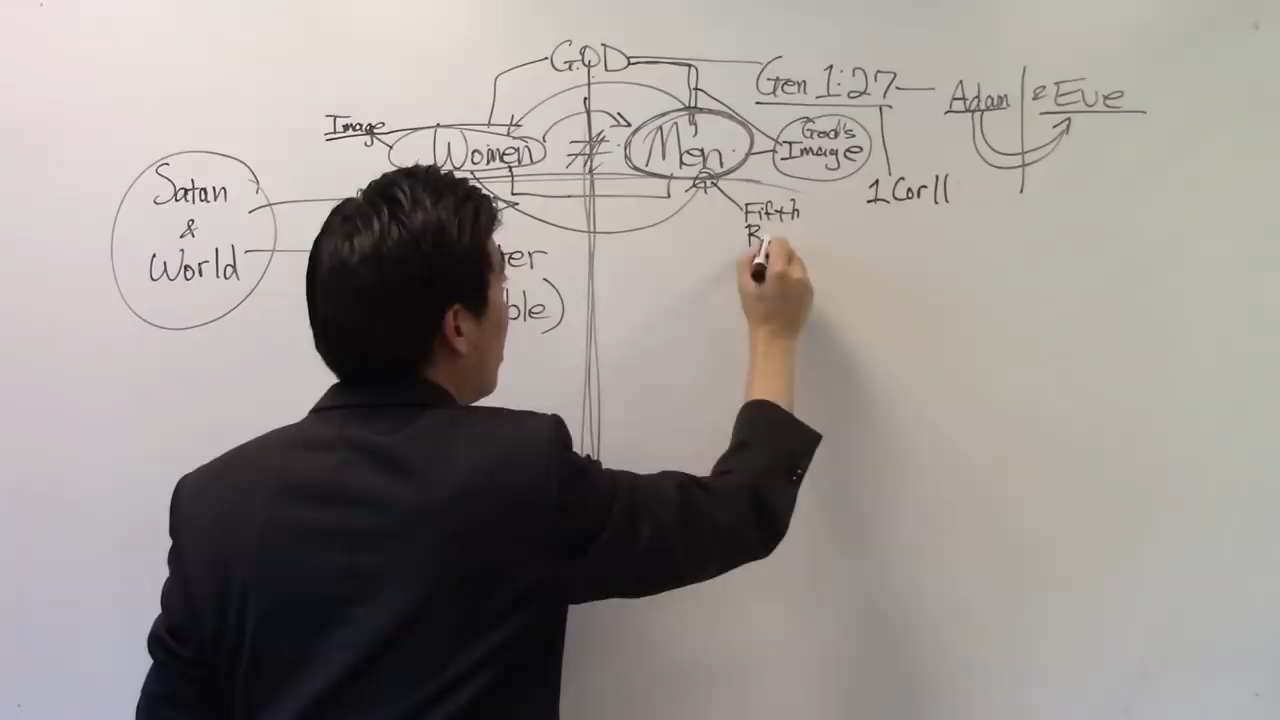 GOD
Gen 1:27 — Adam & Eve
Image
Women ≠ Men
God's
Image
Satan
&
World
1 Cor 11
Fifth
R